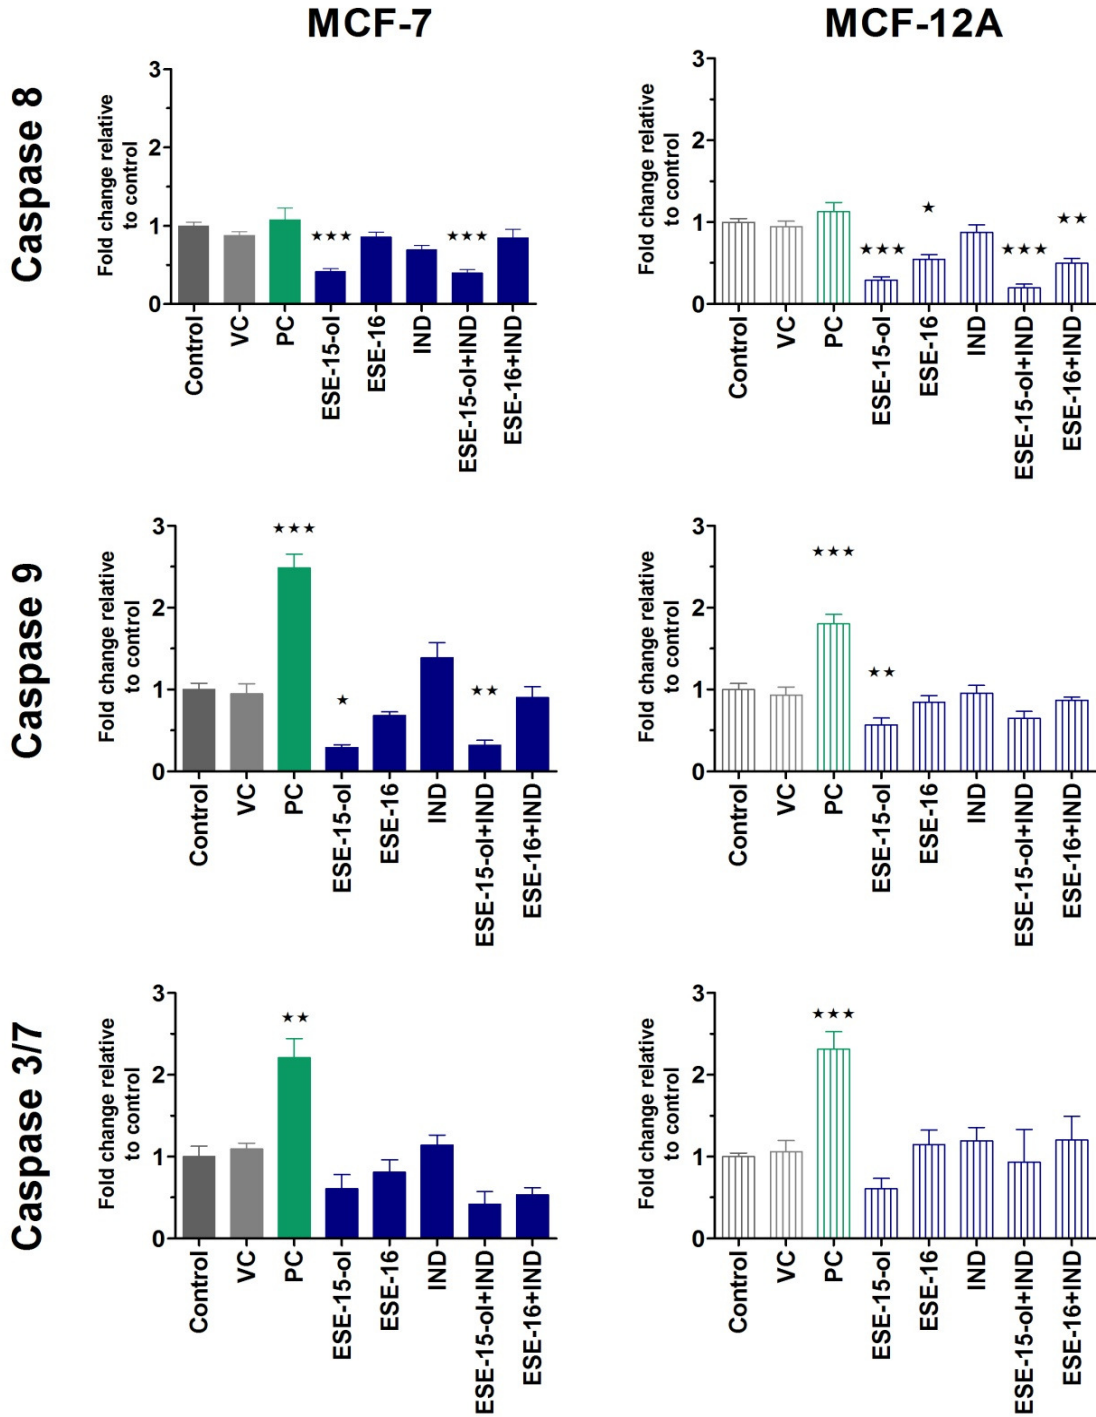 MCF-7
MCF-12A
Caspase 8
Fold change relative
to control
3
2
1
0
★★★
★★★
Control
VC
PC
ESE-15-ol
ESE-16
IND
ESE-15-ol+IND
ESE-16+IND
Fold change relative
to control
3
2
1
0
★★★
★
★★★
★★
Control
VC
PC
ESE-15-ol
ESE-16
IND
ESE-15-ol+IND
ESE-16+IND
Caspase 9
Fold change relative
to control
3
2
1
0
★★★
★
★★
Control
VC
PC
ESE-15-ol
ESE-16
IND
ESE-15-ol+IND
ESE-16+IND
Fold change relative
to control
3
2
1
0
★★★
★★
Control
VC
PC
ESE-15-ol
ESE-16
IND
ESE-15-ol+IND
ESE-16+IND
Caspase 3/7
Fold change relative
to control
3
2
1
0
★★
Control
VC
PC
ESE-15-ol
ESE-16
IND
ESE-15-ol+IND
ESE-16+IND
Fold change relative
to control
3
2
1
0
★★★
Control
VC
PC
ESE-15-ol
ESE-16
IND
ESE-15-ol+IND
ESE-16+IND